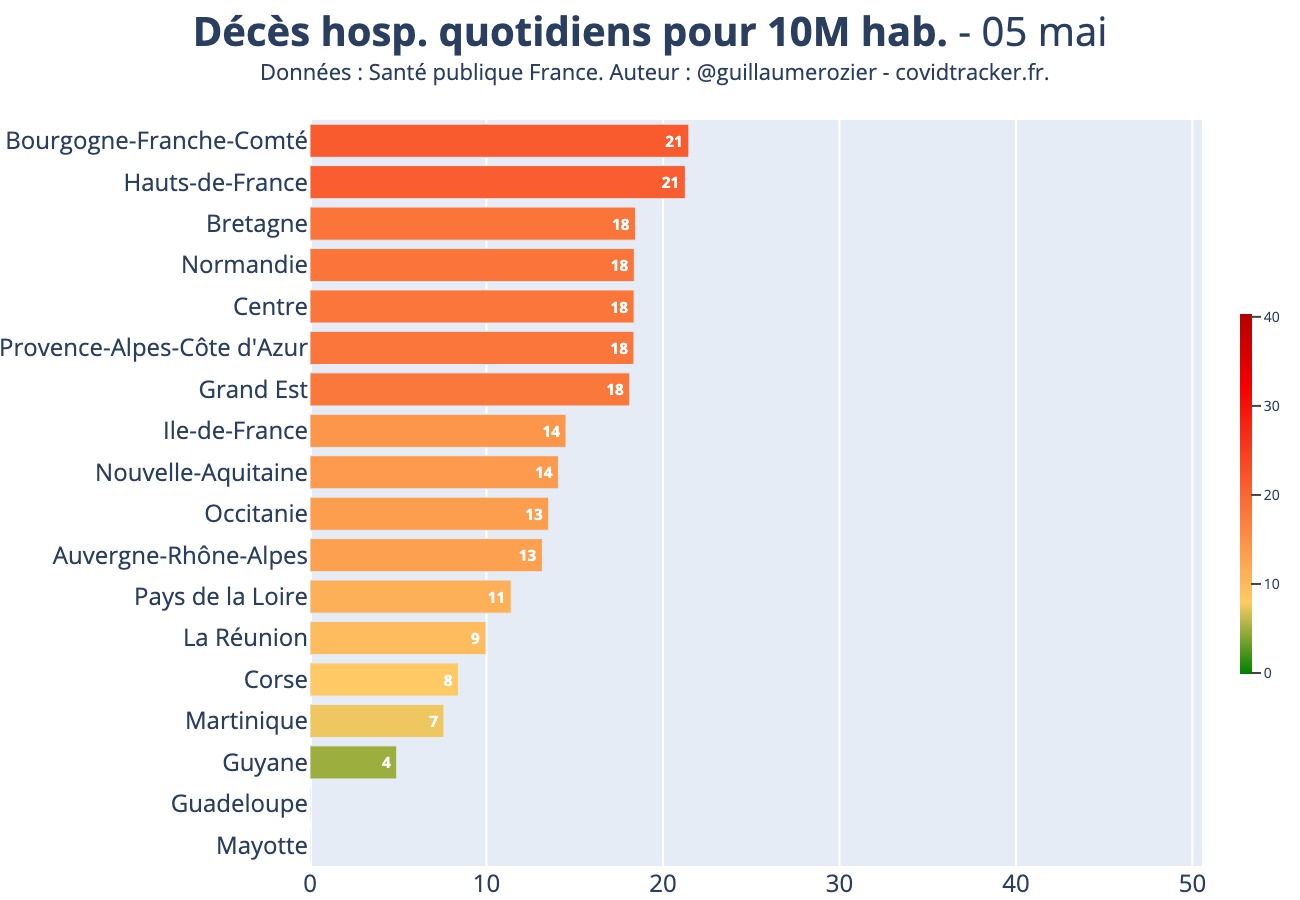 Décès hosp. quotidiens pour 10M hab. - 05 mai
Données : Santé publique France. Auteur : @guillaumerozier - covidtracker.fr.
Bourgogne-Franche-Comté 21
Hauts-de-France 21
Bretagne 18
Normandie 18
Centre 18
Provence-Alpes-Côte d'Azur 18
Grand Est 18
Ile-de-France 14
Nouvelle-Aquitaine 14
Occitanie 13
Auvergne-Rhône-Alpes 13
Pays de la Loire 11
La Réunion 9
Corse 8
Martinique 7
Guyane 4
Guadeloupe
Mayotte
0 10 20 30 40 50
40
30
20
10
0